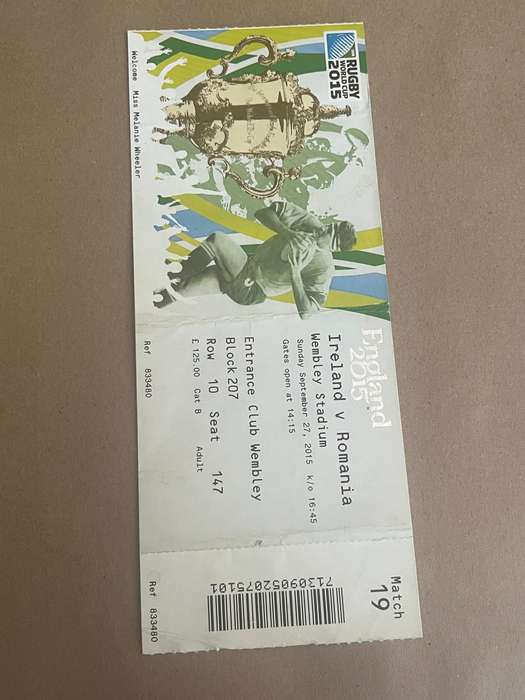 RUGBY
WORLD CUP
2015
Welcome Miss Melanie Wheeler
England
2015
Ireland v Romania
Wembley Stadium
Sunday September 27, 2015 k/o 16:45
Gates open at 14:15
Entrance Club Wembley
Block 207
Row 10 Seat 147
£ 125.00 Cat B Adult
Ref 833480
Match
19
71309052075101
Ref 833480